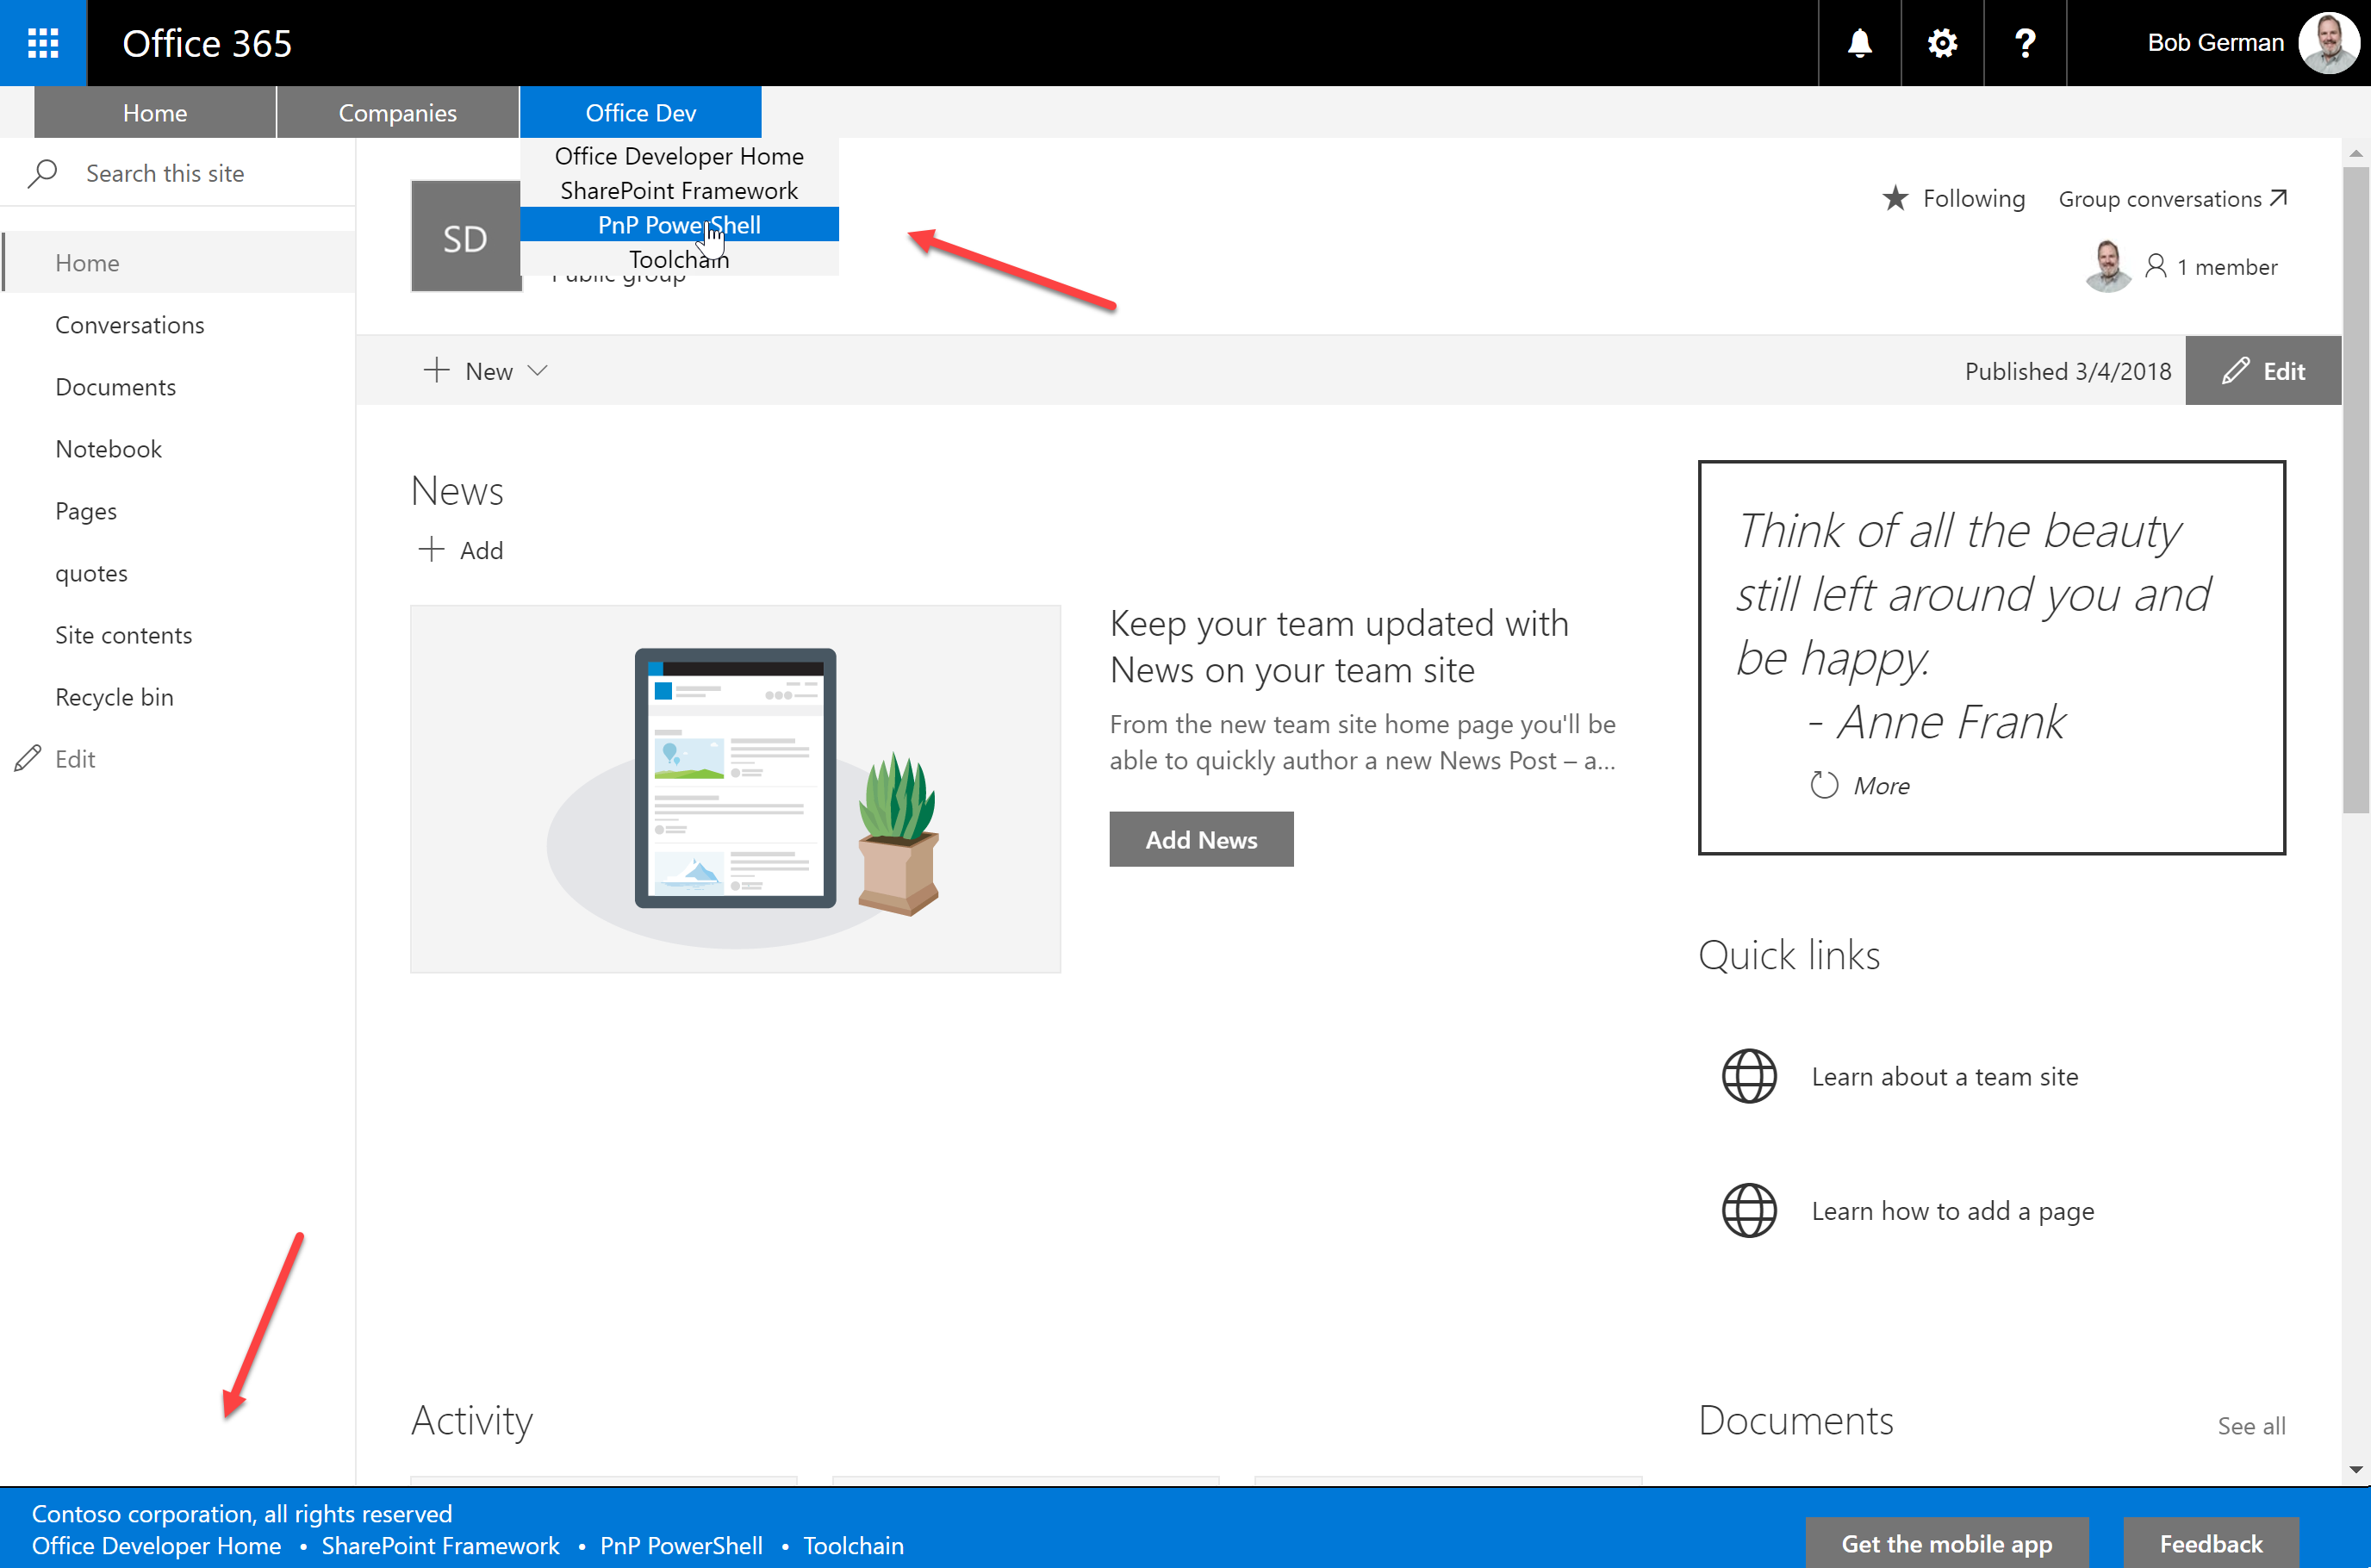 Office 365
Bob German
Home
Companies
Office Dev
Office Developer Home
SharePoint Framework
PnP PowerShell
Toolchain
Search this site
SD
Public group
Following
Group conversations
1 member
Home
Conversations
Documents
Notebook
Pages
quotes
Site contents
Recycle bin
Edit
New
Published 3/4/2018
Edit
News
Add
Keep your team updated with
News on your team site
From the new team site home page you'll be
able to quickly author a new News Post – a...
Add News
Think of all the beauty
still left around you and
be happy.
- Anne Frank
More
Quick links
Learn about a team site
Learn how to add a page
Activity
Documents
See all
Contoso corporation, all rights reserved
Office Developer Home • SharePoint Framework • PnP PowerShell • Toolchain
Get the mobile app
Feedback